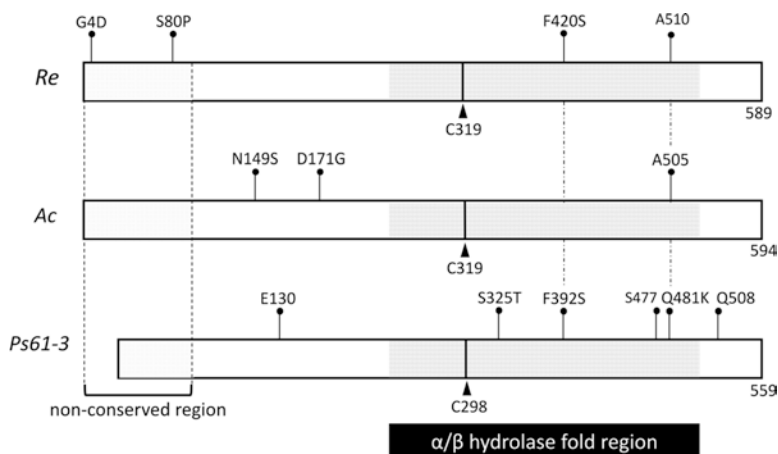 G4D S80P F420S A510
Re
C319
589
N149S D171G A505
Ac
C319
594
E130 S325T F392S S477 Q481K Q508
Ps61-3
C298
559
non-conserved region
α/β hydrolase fold region